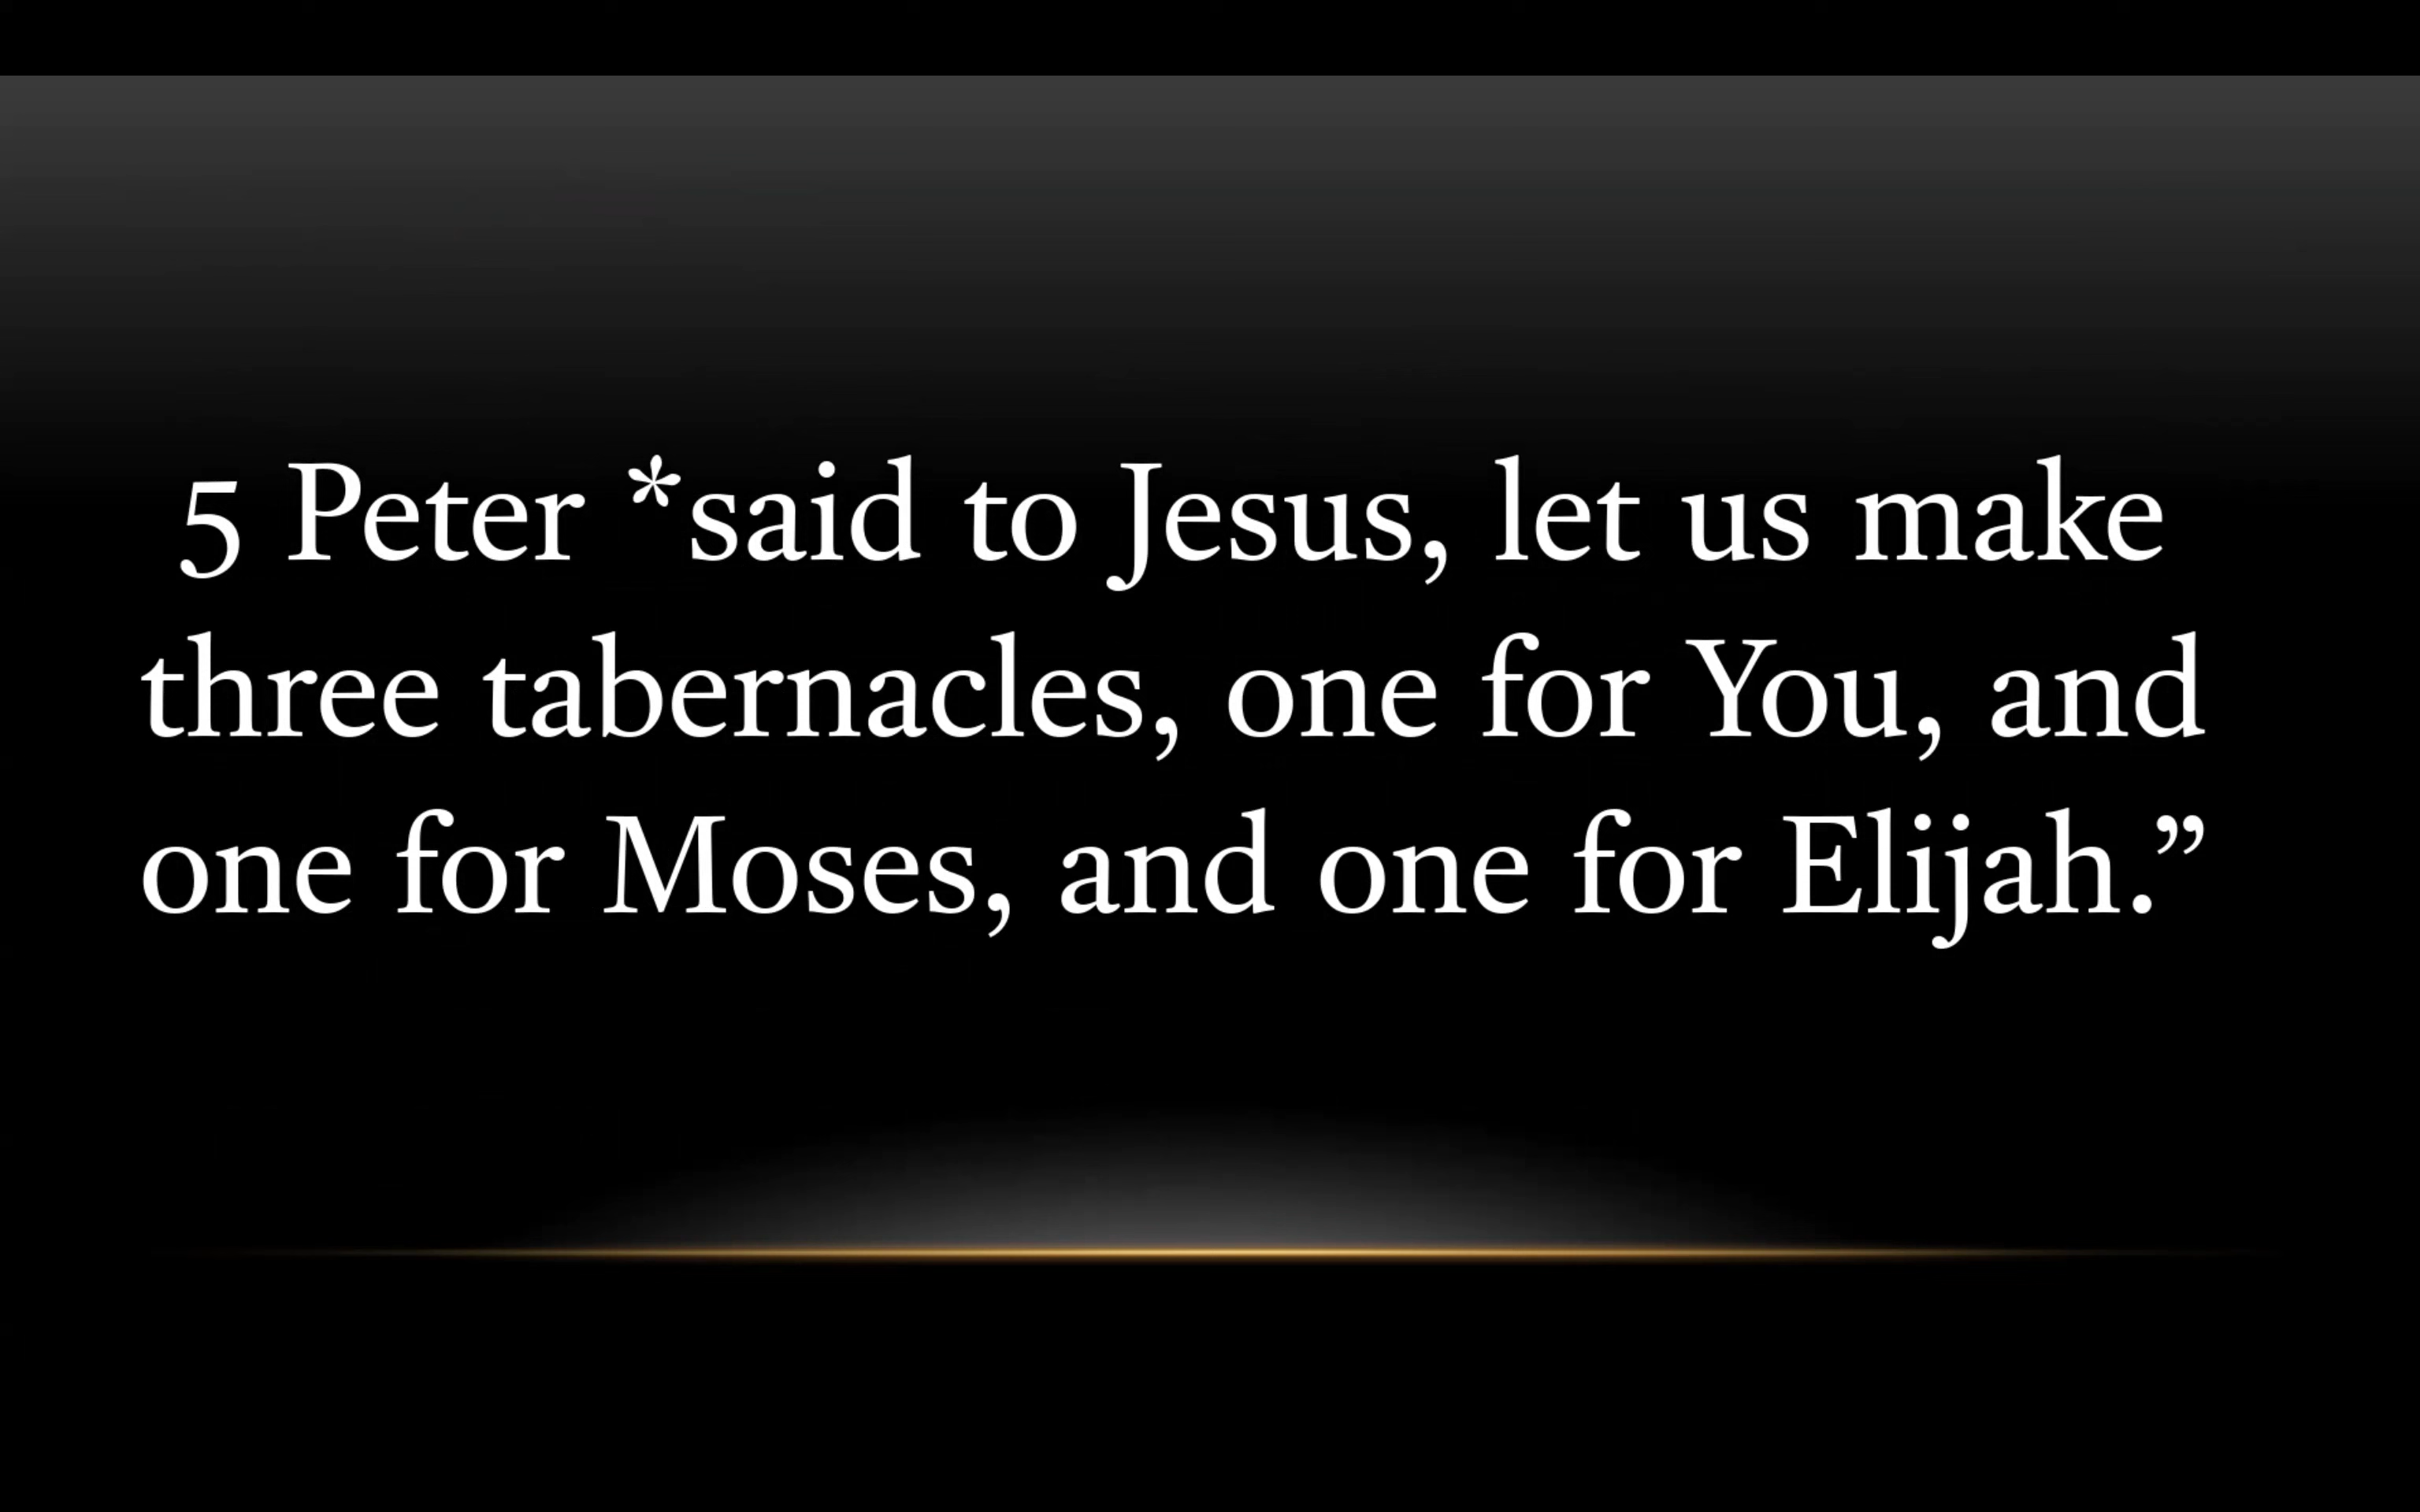 5 Peter *said to Jesus, let us make
three tabernacles, one for You, and
one for Moses, and one for Elijah.”